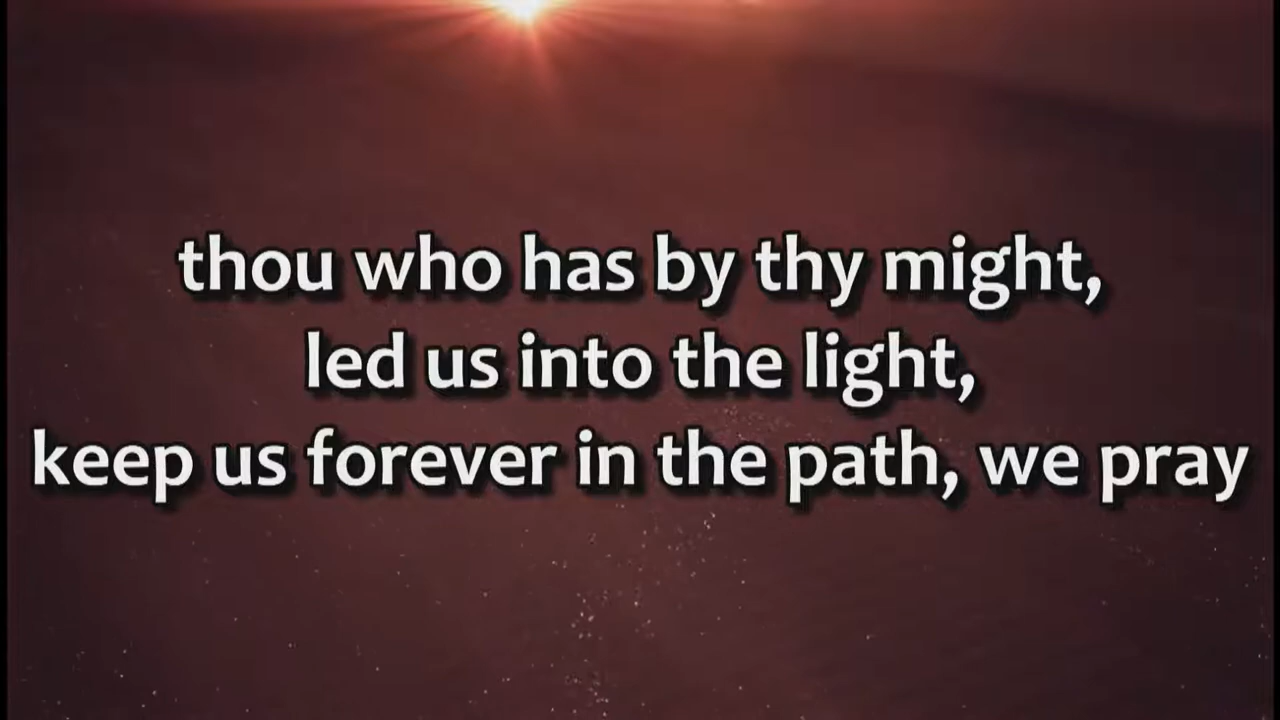 thou who has by thy might,
led us into the light,
keep us forever in the path, we pray